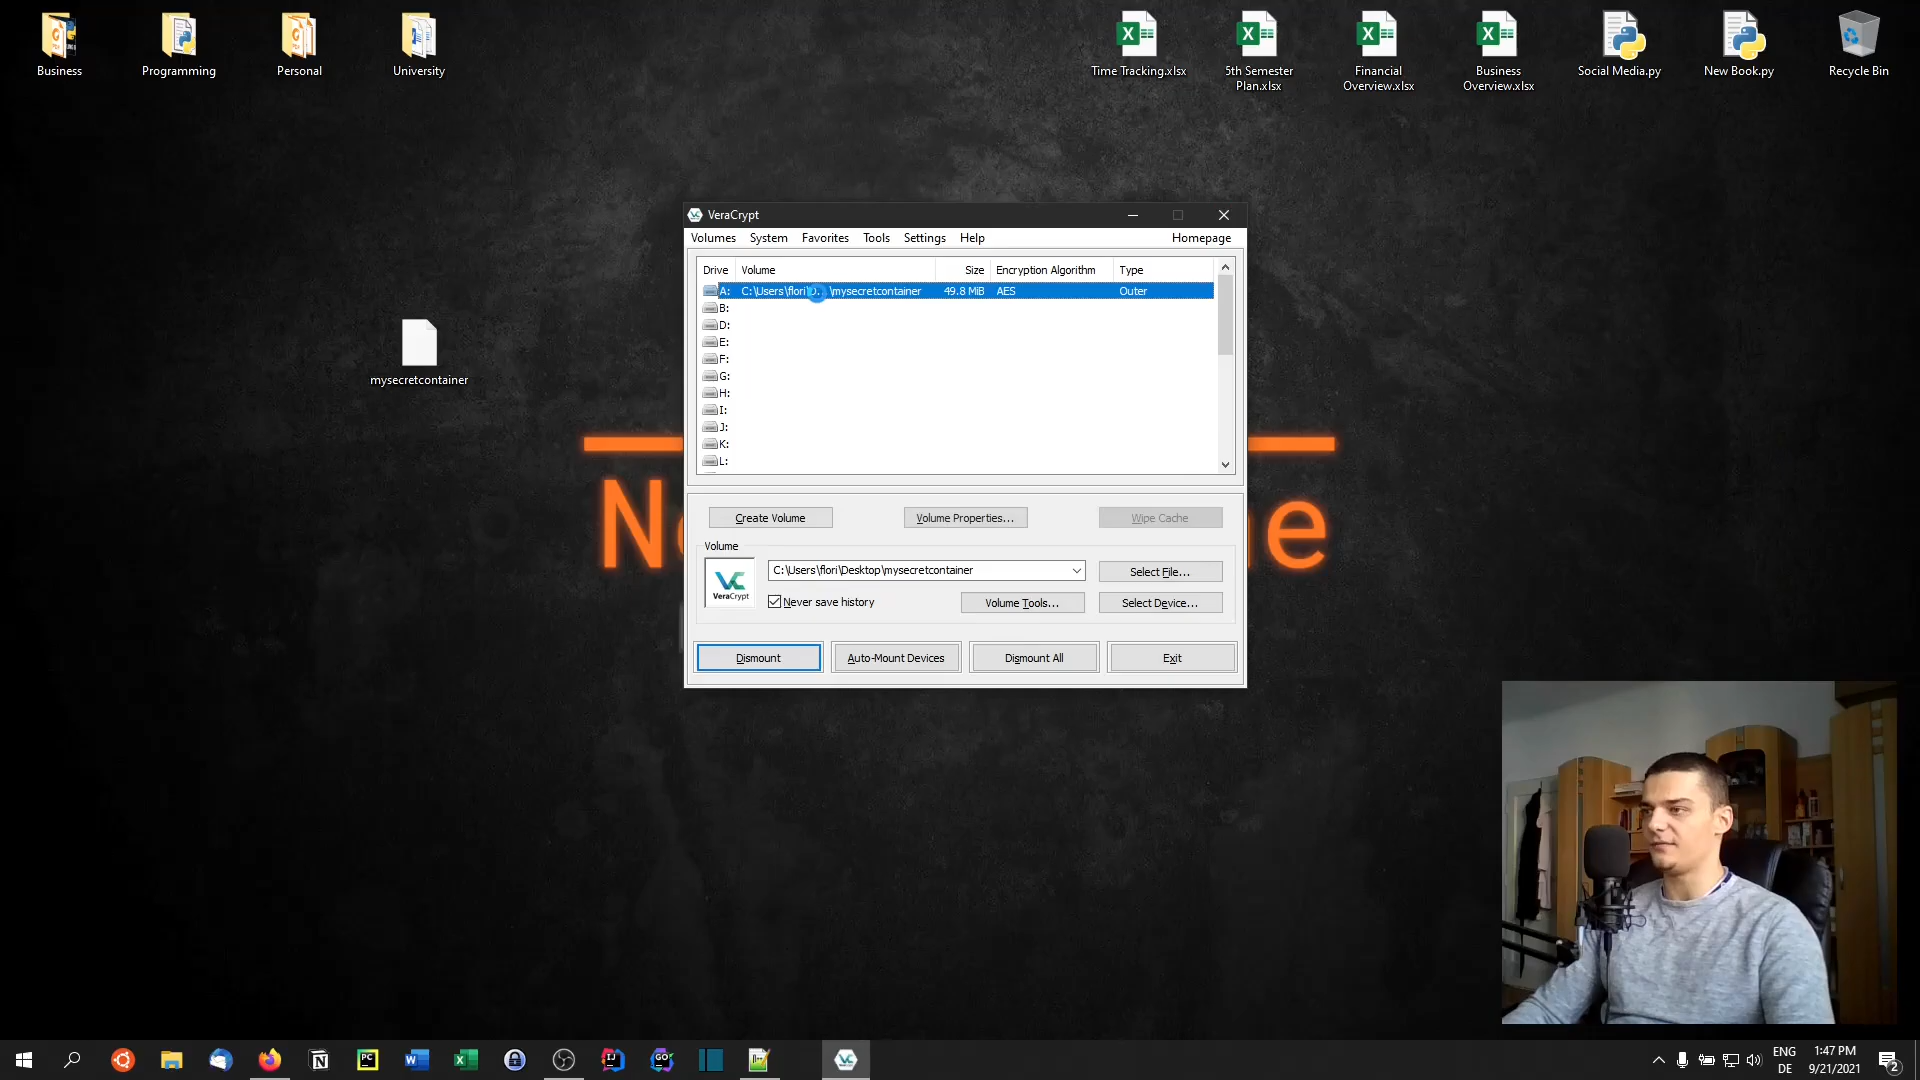 Business
Programming
Personal
University
Time Tracking.xlsx
5th Semester
Plan.xlsx
Financial
Overview.xlsx
Business
Overview.xlsx
Social Media.py
New Book.py
Recycle Bin
mysecretcontainer
VeraCrypt
Volumes System Favorites Tools Settings Help Homepage
Drive Volume Size Encryption Algorithm Type
A: C:\Users\flori\D...\mysecretcontainer 49.8 MiB AES Outer
B:
D:
E:
F:
G:
H:
I:
J:
K:
L:
Create Volume Volume Properties... Wipe Cache
Volume
VeraCrypt
C:\Users\flori\Desktop\mysecretcontainer Select File...
Never save history Volume Tools... Select Device...
Dismount Auto-Mount Devices Dismount All Exit
ENG 1:47 PM
DE 9/21/2021
2